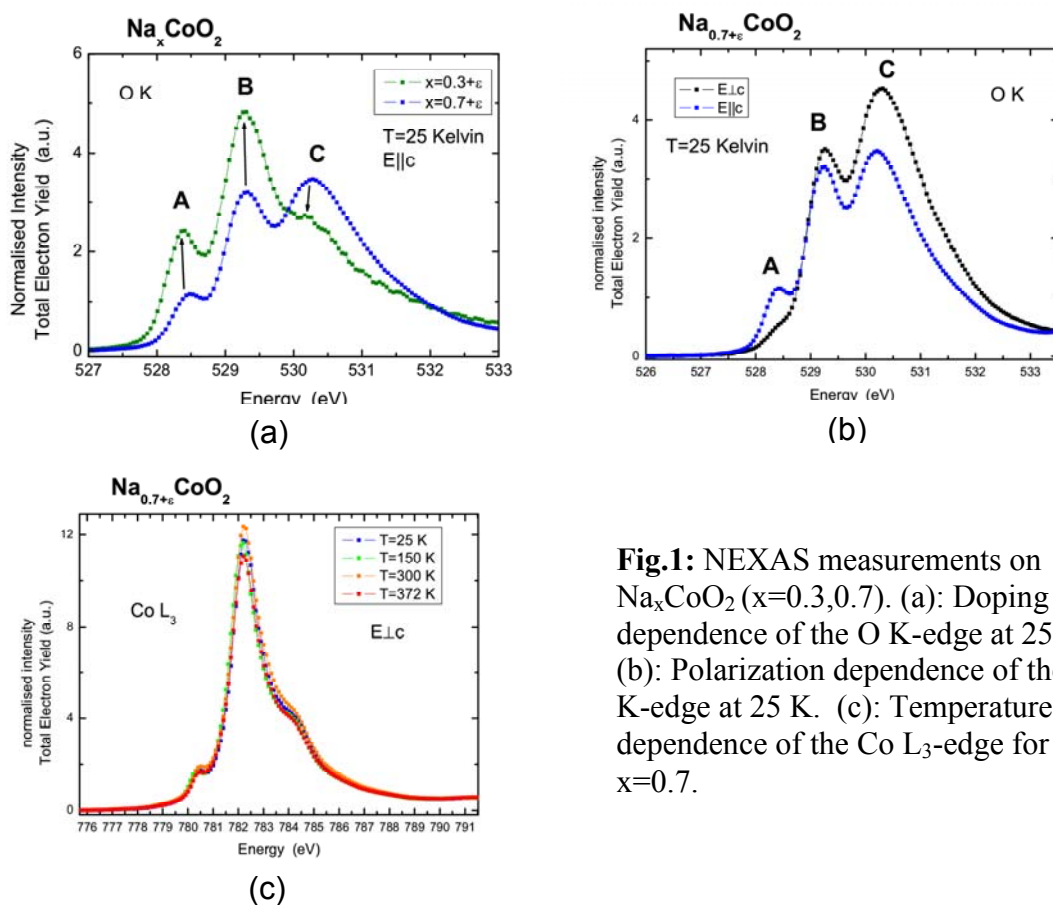 NaₓCoO₂
O K
A
B
C
x=0.3+ε
x=0.7+ε
T=25 Kelvin
E||c
Normalised Intensity
Total Electron Yield (a.u.)
0
2
4
6
527 528 529 530 531 532 533
Energy (eV)
(a)
Na₀.₇₊εCoO₂
E⊥c
E||c
T=25 Kelvin
A
B
C
O K
normalised intensity
Total Electron Yield (a.u.)
0
2
4
526 527 528 529 530 531 532 533
Energy (eV)
(b)
Na₀.₇₊εCoO₂
T=25 K
T=150 K
T=300 K
T=372 K
Co L₃
E⊥c
normalised intensity
Total Electron Yield (a.u.)
0
4
8
12
776 777 778 779 780 781 782 783 784 785 786 787 788 789 790 791
Energy (eV)
(c)
Fig.1: NEXAS measurements on
NaₓCoO₂ (x=0.3,0.7). (a): Doping
dependence of the O K-edge at 25
(b): Polarization dependence of the
K-edge at 25 K. (c): Temperature
dependence of the Co L₃-edge for
x=0.7.